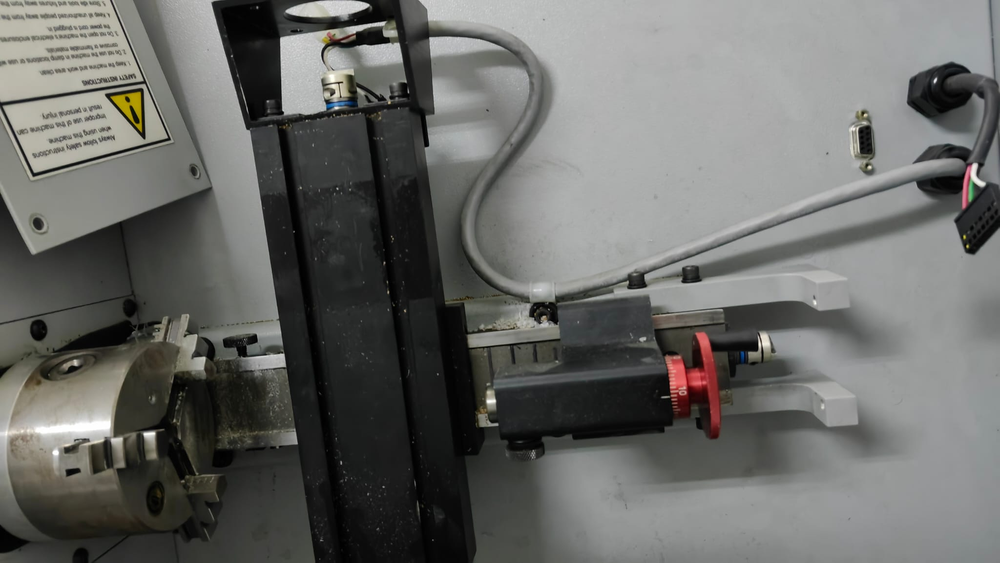 Always follow safety instructions
when using this machine.
Improper use of this machine can
result in personal injury.
SAFETY INSTRUCTIONS
1. Keep the machine and work area clean.
2. Do not use the machine in damp locations or use wi
corrosive or flammable materials.
3. Do not open the machine's electrical enclosures
the power cord is plugged in.
4. Keep all unauthorized people away from the
5. Store idle tools and fixtures away from the
10